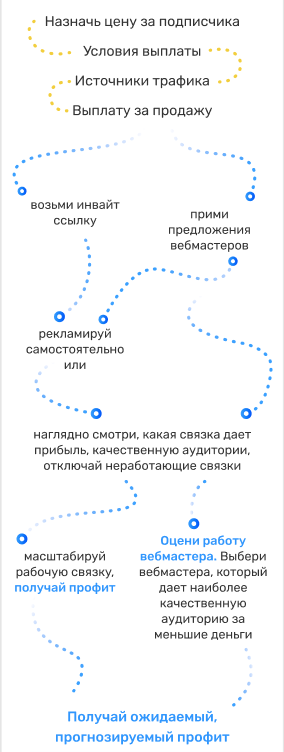 Назначь цену за подписчика
Условия выплаты
Источники трафика
Выплату за продажу
возьми инвайт
ссылку
прими
предложения
вебмастеров
рекламируй
самостоятельно
или
наглядно смотри, какая связка дает
прибыль, качественную аудитории,
отключай неработающие связки
масштабируй
рабочую связку,
получай профит
Оцени работу
вебмастера. Выбери
вебмастера, который
дает наиболее
качественную
аудиторию за
меньшие деньги
Получай ожидаемый,
прогнозируемый профит